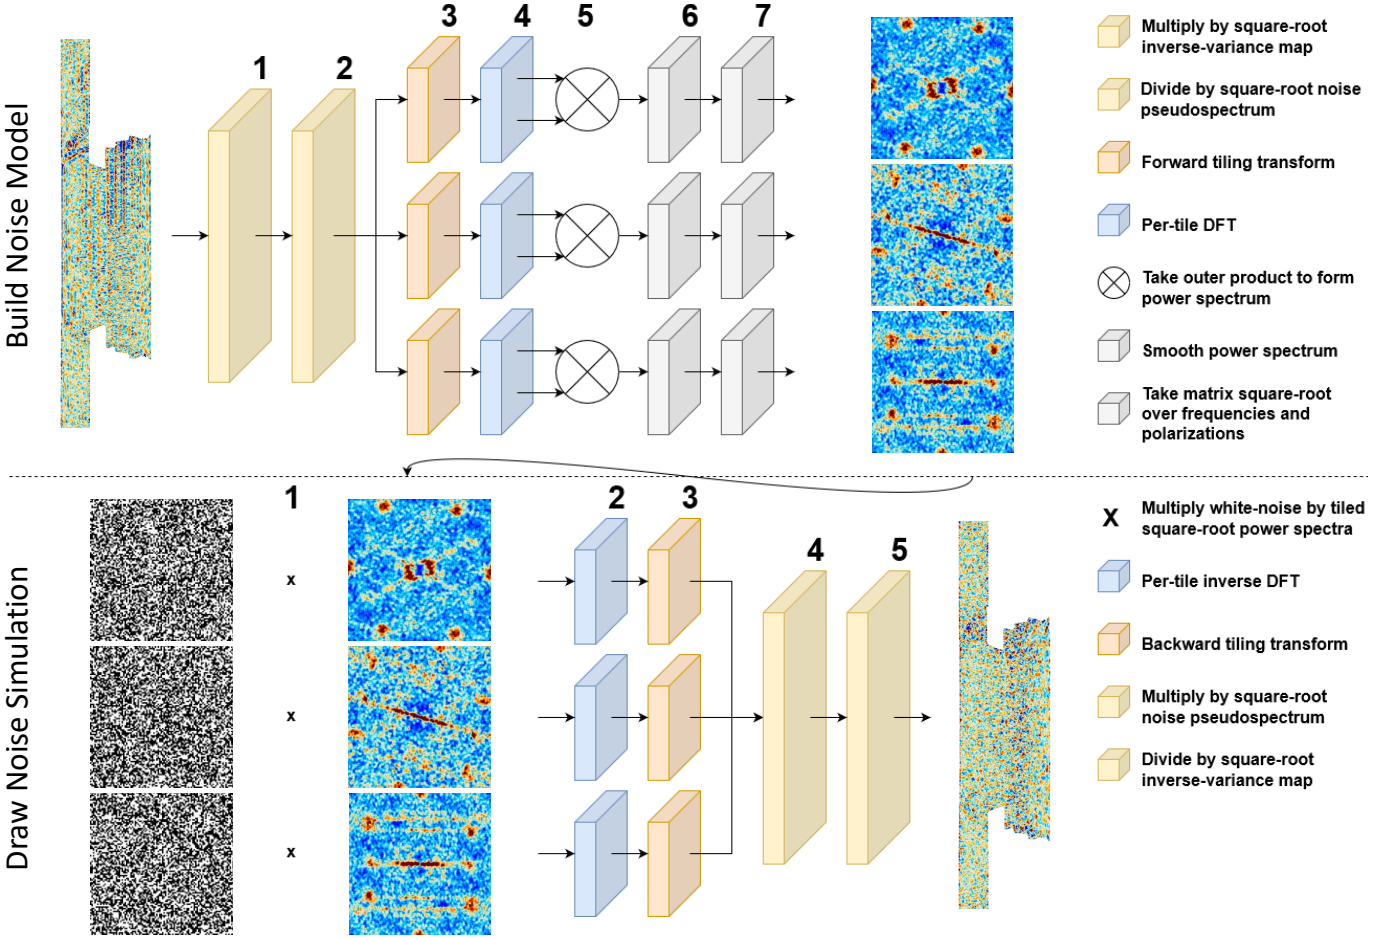 Build Noise Model
1
2
3
4
5
6
7
Multiply by square-root
inverse-variance map
Divide by square-root noise
pseudospectrum
Forward tiling transform
Per-tile DFT
Take outer product to form
power spectrum
Smooth power spectrum
Take matrix square-root
over frequencies and
polarizations
Draw Noise Simulation
1
x
x
x
2
3
4
5
X
Multiply white-noise by tiled
square-root power spectra
Per-tile inverse DFT
Backward tiling transform
Multiply by square-root
noise pseudospectrum
Divide by square-root
inverse-variance map